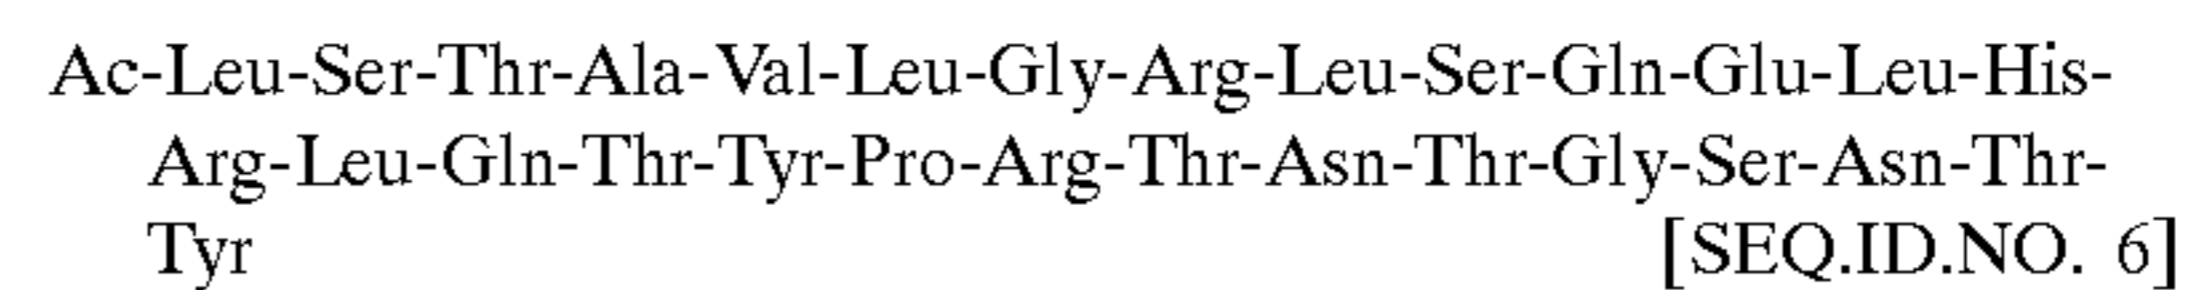 Ac-Leu-Ser-Thr-Ala-Val-Leu-Gly-Arg-Leu-Ser-Gln-Glu-Leu-His-
Arg-Leu-Gln-Thr-Tyr-Pro-Arg-Thr-Asn-Thr-Gly-Ser-Asn-Thr-
Tyr [SEQ.ID.NO. 6]